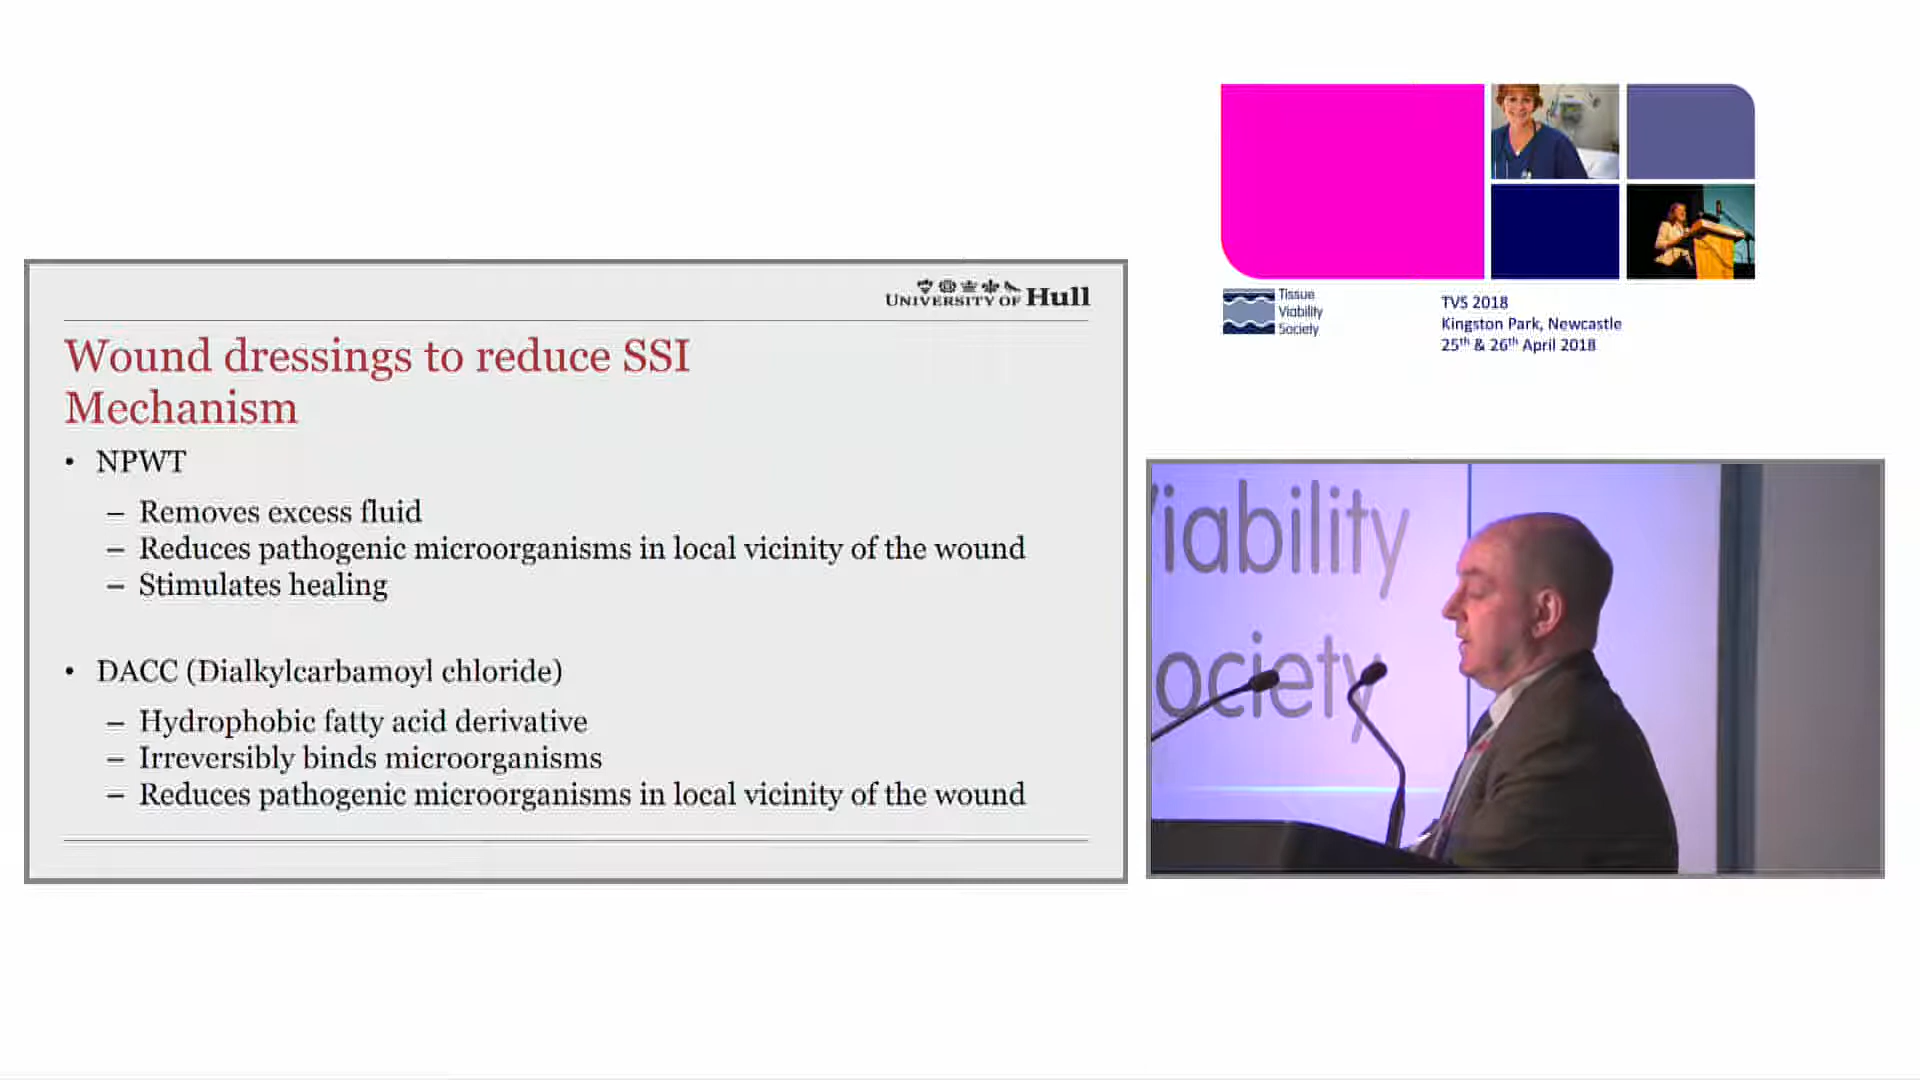 UNIVERSITY OF Hull
Wound dressings to reduce SSI
Mechanism
• NPWT
– Removes excess fluid
– Reduces pathogenic microorganisms in local vicinity of the wound
– Stimulates healing
• DACC (Dialkylcarbamoyl chloride)
– Hydrophobic fatty acid derivative
– Irreversibly binds microorganisms
– Reduces pathogenic microorganisms in local vicinity of the wound
Tissue
Viability
Society
TVS 2018
Kingston Park, Newcastle
25th & 26th April 2018
Viability
ociety